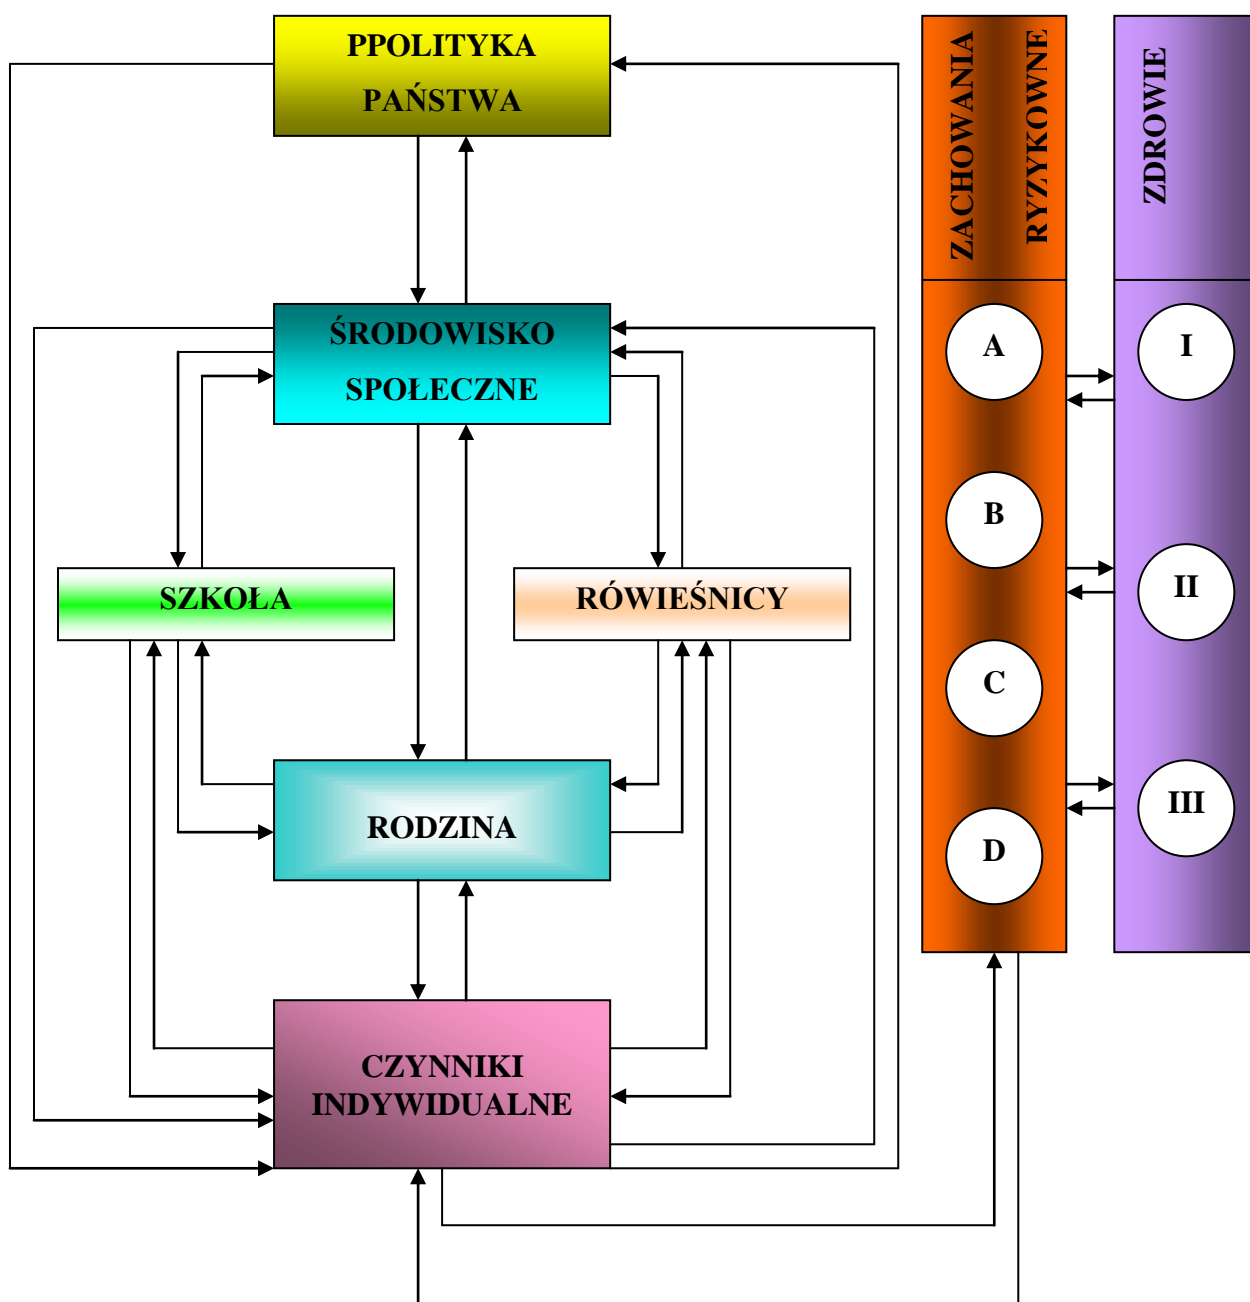 PPOLITYKA
PAŃSTWA
ZACHOWANIA
RYZYKOWNE
ZDROWIE
ŚRODOWISKO
SPOŁECZNE
A
I
B
SZKOŁA
RÓWIEŚNICY
II
C
RODZINA
III
D
CZYNNIKI
INDYWIDUALNE